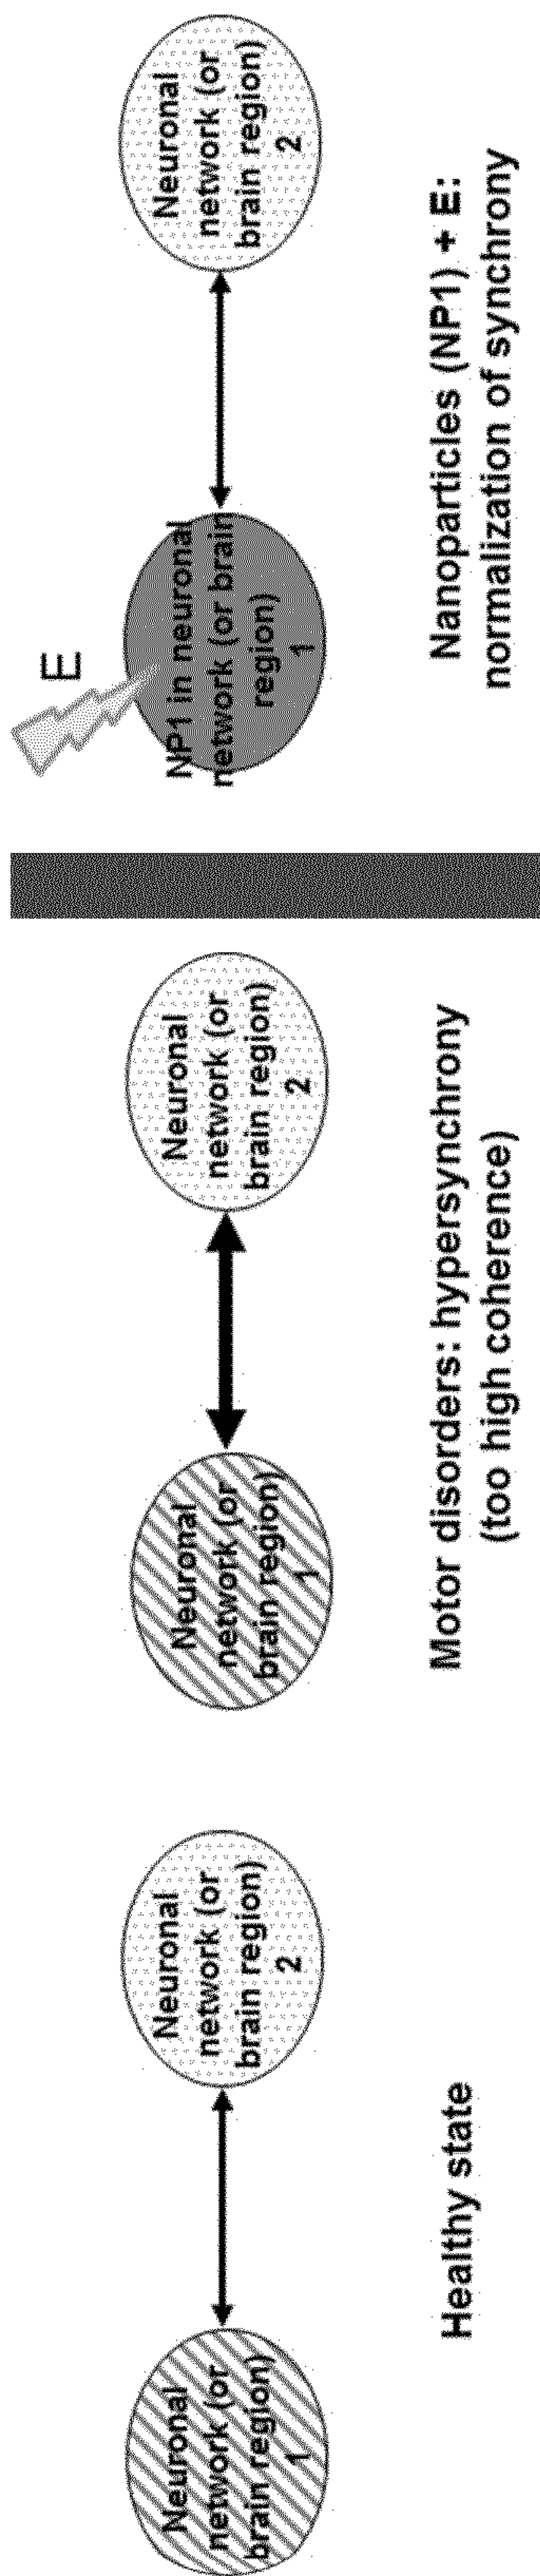 Neuronal
network (or
brain region)
1
Neuronal
network (or
brain region)
2
Healthy state
Neuronal
network (or
brain region)
1
Neuronal
network (or
brain region)
2
Motor disorders: hypersynchrony
(too high coherence)
E
NP1 in neuronal
network (or brain
region)
1
Neuronal
network (or
brain region)
2
Nanoparticles (NP1) + E:
normalization of synchrony